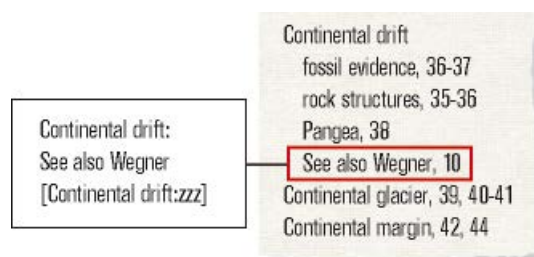 Continental drift:
See also Wegner
[Continental drift:zzz]
Continental drift
fossil evidence, 36-37
rock structures, 35-36
Pangea, 38
See also Wegner, 10
Continental glacier, 39, 40-41
Continental margin, 42, 44